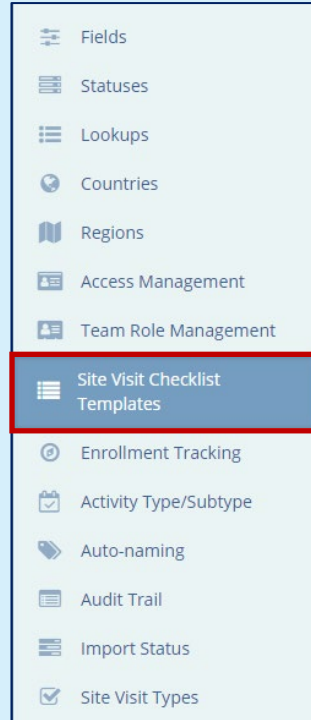 Fields
Statuses
Lookups
Countries
Regions
Access Management
Team Role Management
Site Visit Checklist
Templates
Enrollment Tracking
Activity Type/Subtype
Auto-naming
Audit Trail
Import Status
Site Visit Types